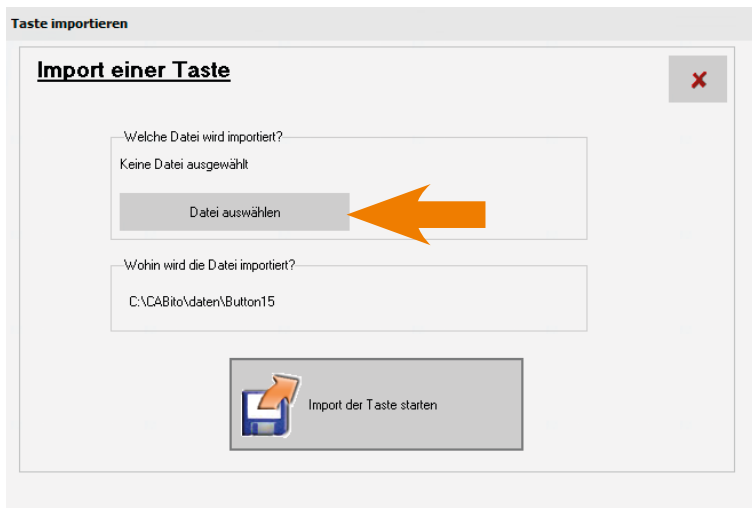 Taste importieren
Import einer Taste
Welche Datei wird importiert?
Keine Datei ausgewählt
Datei auswählen
Wohin wird die Datei importiert?
C:\CABito\daten\Button15
Import der Taste starten